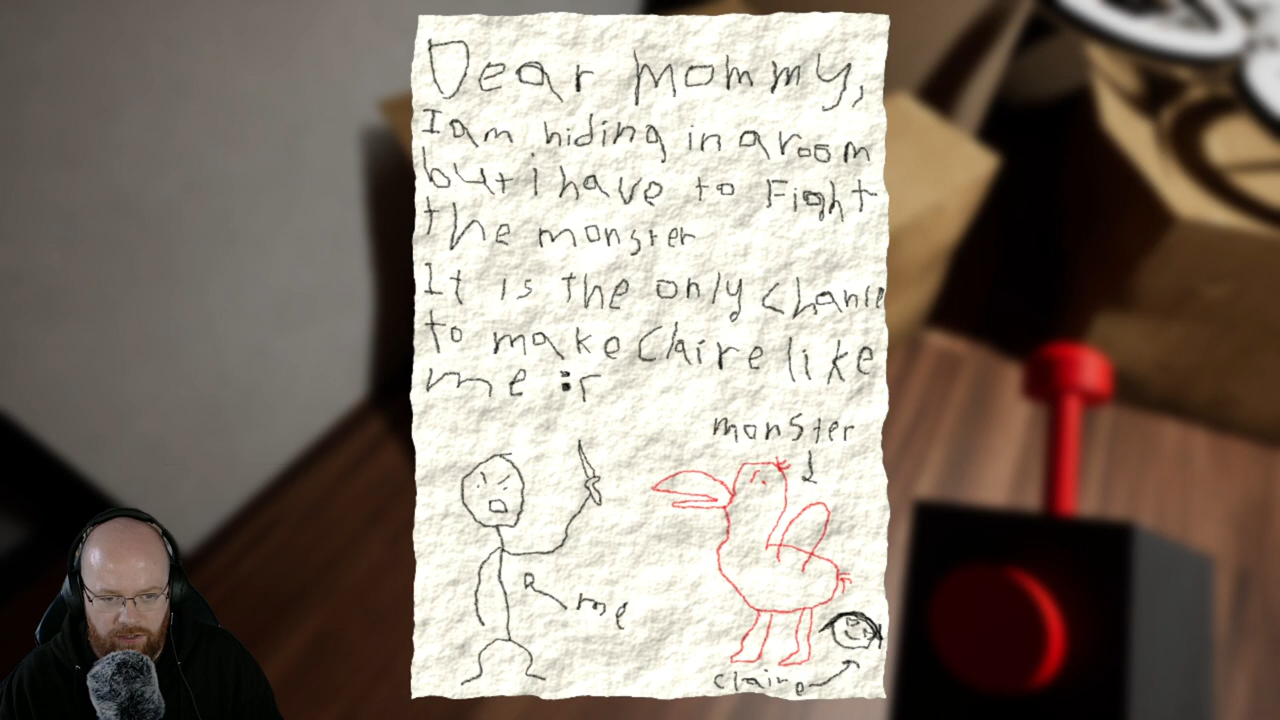 Dear Mommy,
I am hiding in a room
but i have to Fight
the monster
It is the only chance
to make Claire like
me :r
monster
me
Claire